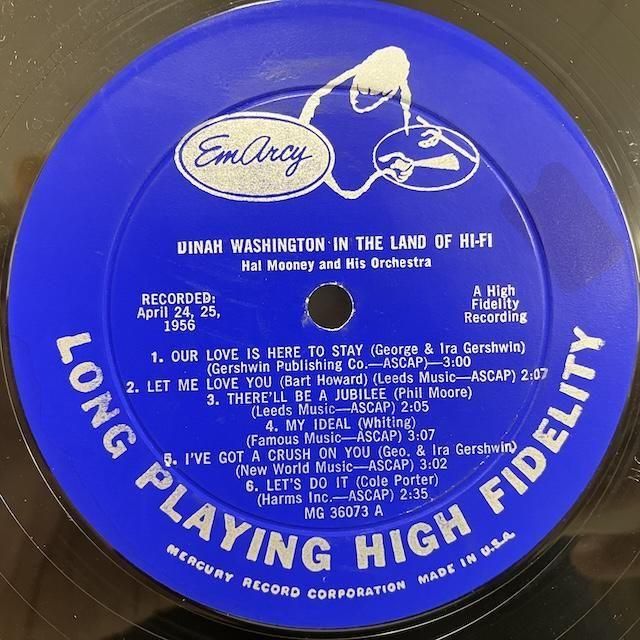 EmArcy
DINAH WASHINGTON IN THE LAND OF HI-FI
Hal Mooney and His Orchestra
RECORDED:
April 24, 25,
1956
A High
Fidelity
Recording
1. OUR LOVE IS HERE TO STAY (George & Ira Gershwin)
(Gershwin Publishing Co.—ASCAP)—3:00
2. LET ME LOVE YOU (Bart Howard) (Leeds Music—ASCAP) 2:07
3. THERE'LL BE A JUBILEE (Phil Moore)
(Leeds Music—ASCAP) 2:05
4. MY IDEAL (Whiting)
(Famous Music—ASCAP) 3:07
5. I'VE GOT A CRUSH ON YOU (Geo. & Ira Gershwin)
(New World Music—ASCAP) 3:02
6. LET'S DO IT (Cole Porter)
(Harms Inc.—ASCAP) 2:35
MG 36073 A
LONG PLAYING HIGH FIDELITY
MERCURY RECORD CORPORATION MADE IN U.S.A.